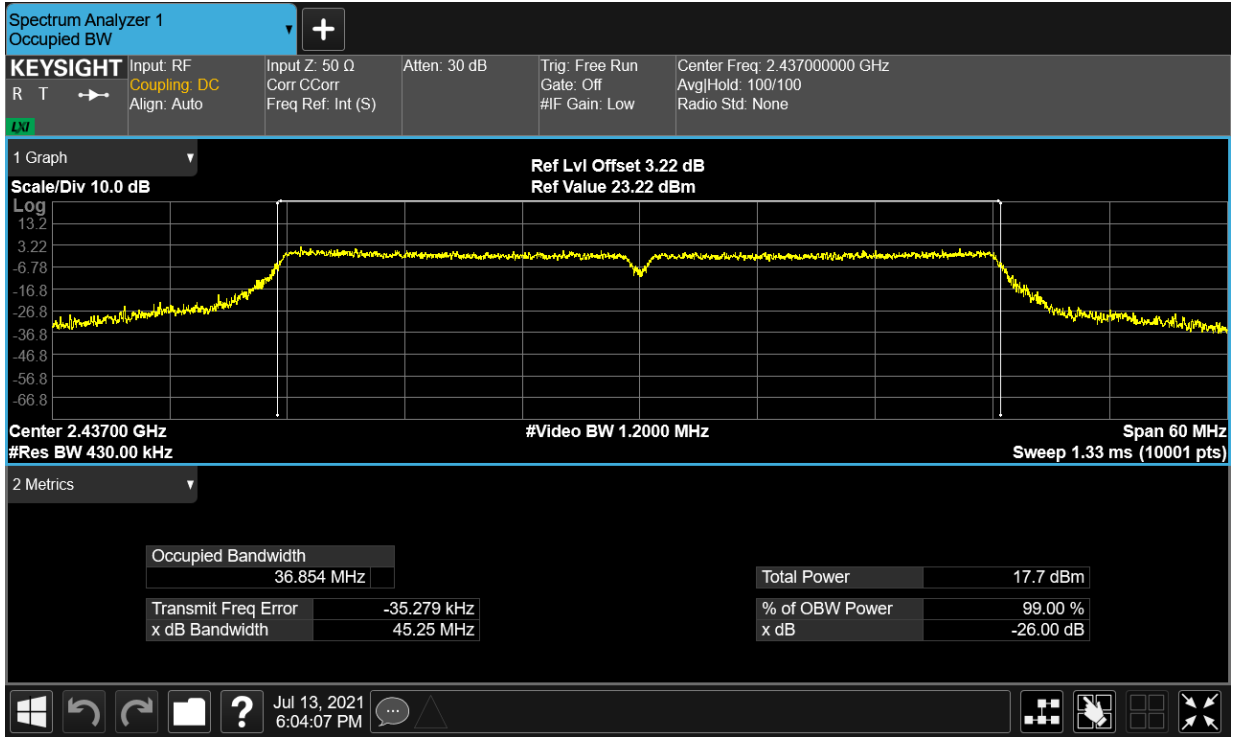 Spectrum Analyzer 1
Occupied BW
KEYSIGHT
R T
LXI
Input: RF
Coupling: DC
Align: Auto
Input Z: 50 Ω
Corr CCorr
Freq Ref: Int (S)
Atten: 30 dB
Trig: Free Run
Gate: Off
#IF Gain: Low
Center Freq: 2.437000000 GHz
Avg|Hold: 100/100
Radio Std: None
1 Graph
Scale/Div 10.0 dB
Ref Lvl Offset 3.22 dB
Ref Value 23.22 dBm
Log
13.2
3.22
-6.78
-16.8
-26.8
-36.8
-46.8
-56.8
-66.8
Center 2.43700 GHz
#Video BW 1.2000 MHz
Span 60 MHz
#Res BW 430.00 kHz
Sweep 1.33 ms (10001 pts)
2 Metrics
Occupied Bandwidth
36.854 MHz
Total Power 17.7 dBm
Transmit Freq Error -35.279 kHz
% of OBW Power 99.00 %
x dB Bandwidth 45.25 MHz
x dB -26.00 dB
?
Jul 13, 2021
6:04:07 PM